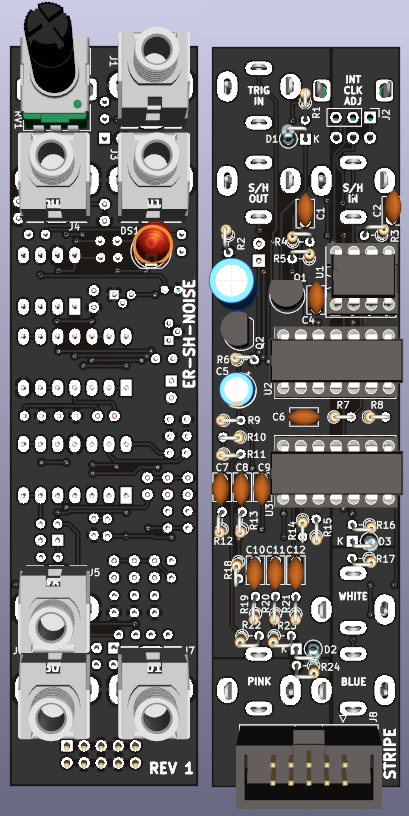 J1
RV1
J3
J4
DS1
ER-SH-NOISE
J5
J7
REV 1
TRIG
IN
INT
CLK
ADJ
R1
J2
D1
K
S/H
OUT
S/H
IN
C1
C2
R2
R3
R4
R5
U1
Q1
C4
Q2
R6
C5
U2
C6
R7
R8
R9
R10
R11
C7
C8
C9
U3
R12
R13
R14
R15
R16
K
D3
R17
R18
C10
C11
C12
WHITE
R19
R20
R21
R22
R23
K
D2
R24
PINK
BLUE
J8
STRIPE